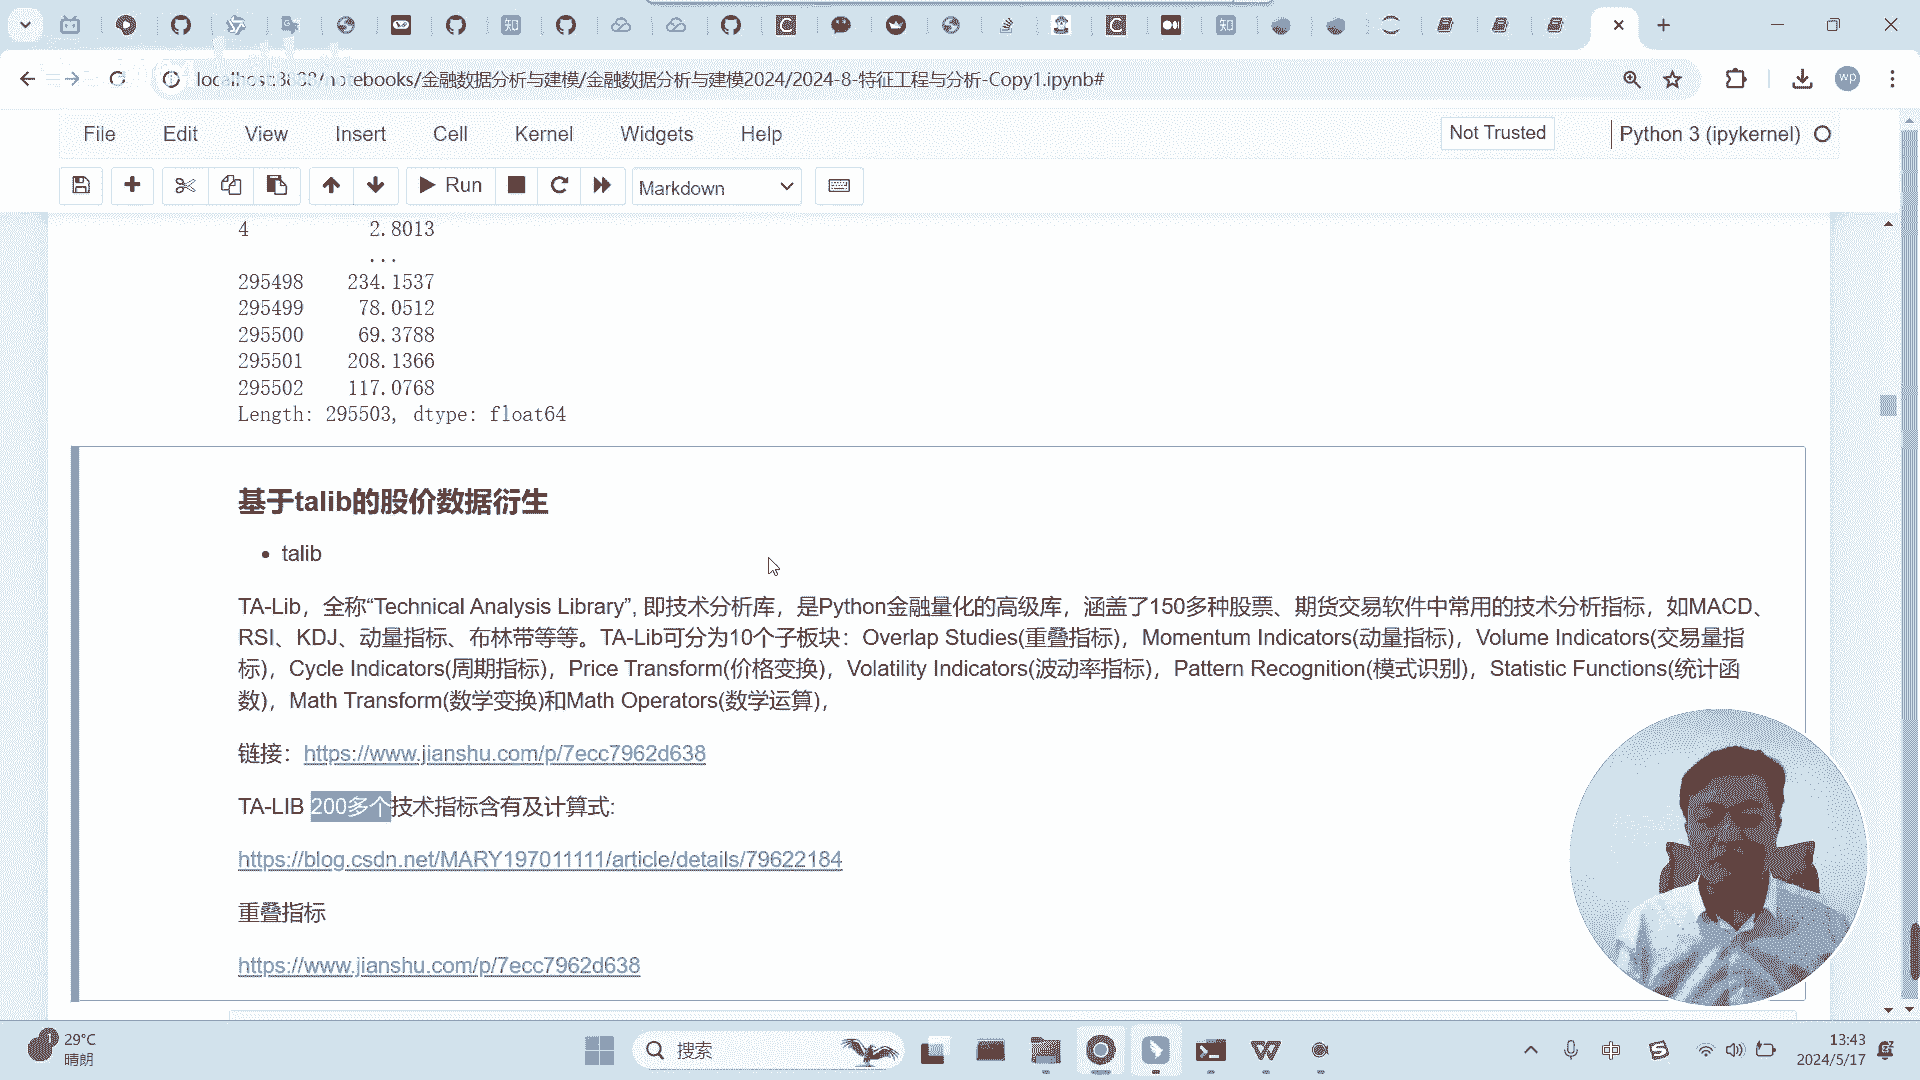 localhost:8888/notebooks/金融数据分析与建模/金融数据分析与建模2024/2024-8-特征工程与分析-Copy1.ipynb#
wp
File Edit View Insert Cell Kernel Widgets Help
Not Trusted
Python 3 (ipykernel)
Run
Markdown
4 2.8013
...
295498 234.1537
295499 78.0512
295500 69.3788
295501 208.1366
295502 117.0768
Length: 295503, dtype: float64
基于talib的股价数据衍生
• talib
TA-Lib，全称“Technical Analysis Library”, 即技术分析库，是Python金融量化的高级库，涵盖了150多种股票、期货交易软件中常用的技术分析指标，如MACD、
RSI、KDJ、动量指标、布林带等等。TA-Lib可分为10个子板块：Overlap Studies(重叠指标)，Momentum Indicators(动量指标)，Volume Indicators(交易量指
标)，Cycle Indicators(周期指标)，Price Transform(价格变换)，Volatility Indicators(波动率指标)，Pattern Recognition(模式识别)，Statistic Functions(统计函
数)，Math Transform(数学变换)和Math Operators(数学运算)，
链接：https://www.jianshu.com/p/7ecc7962d638
TA-LIB 200多个技术指标含有及计算式:
https://blog.csdn.net/MARY197011111/article/details/79622184
重叠指标
https://www.jianshu.com/p/7ecc7962d638
29°C
晴朗
搜索
中
13:43
2024/5/17